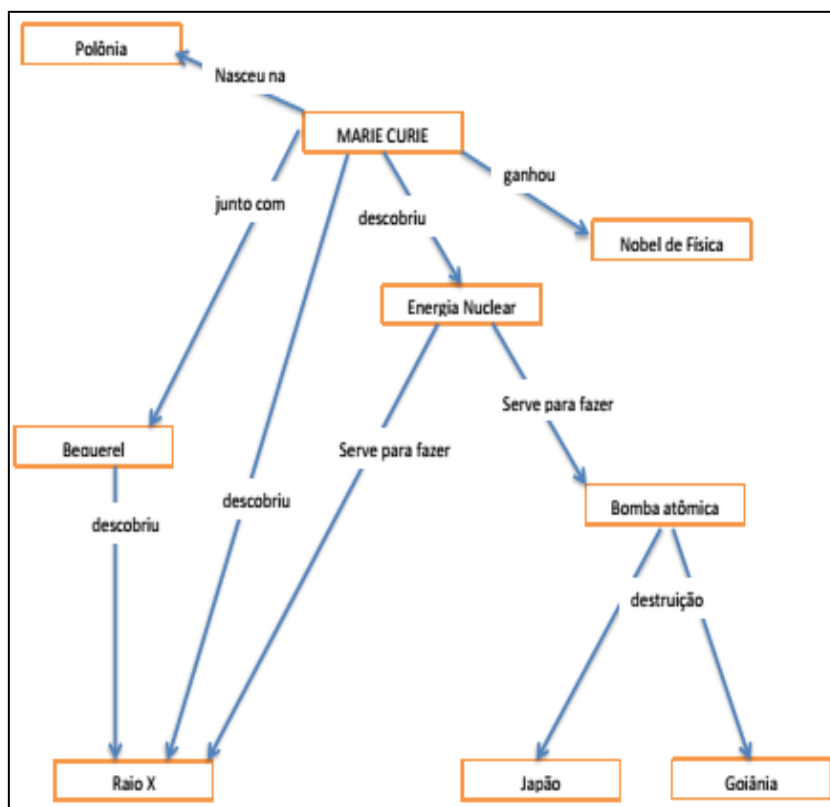 Polônia
Nasceu na
MARIE CURIE
ganhou
junto com
descobriu
Nobel de Física
Energia Nuclear
Serve para fazer
Bequerel
Serve para fazer
descobriu
descobriu
Bomba atômica
destruição
Raio X
Japão
Goiânia